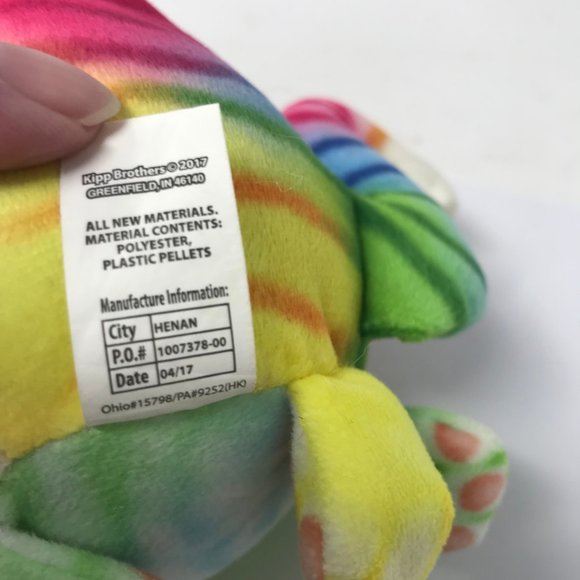 Kipp Brothers © 2017
GREENFIELD, IN 46140
ALL NEW MATERIALS.
MATERIAL CONTENTS:
POLYESTER,
PLASTIC PELLETS
Manufacture Information:
City HENAN
P.O.# 1007378-00
Date 04/17
Ohio#15798/PA#9252(HK)